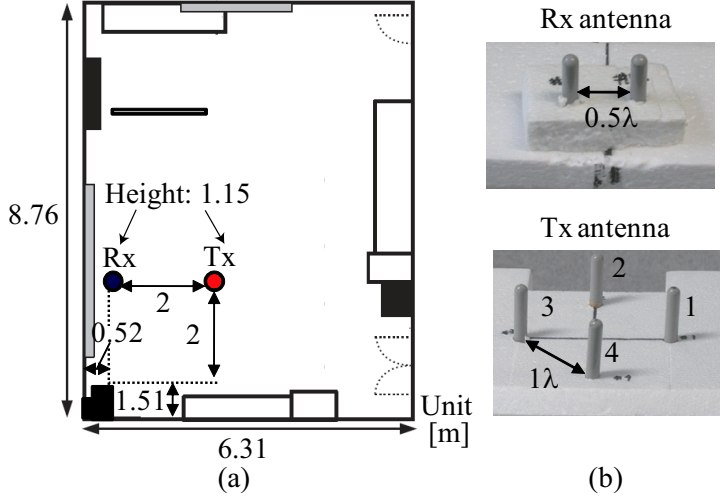 Rx antenna
0.5λ
Height: 1.15
8.76
Rx
Tx
2
2
0.52
1.51
Unit
[m]
6.31
(a)
Tx antenna
2
3
1
4
1λ
(b)